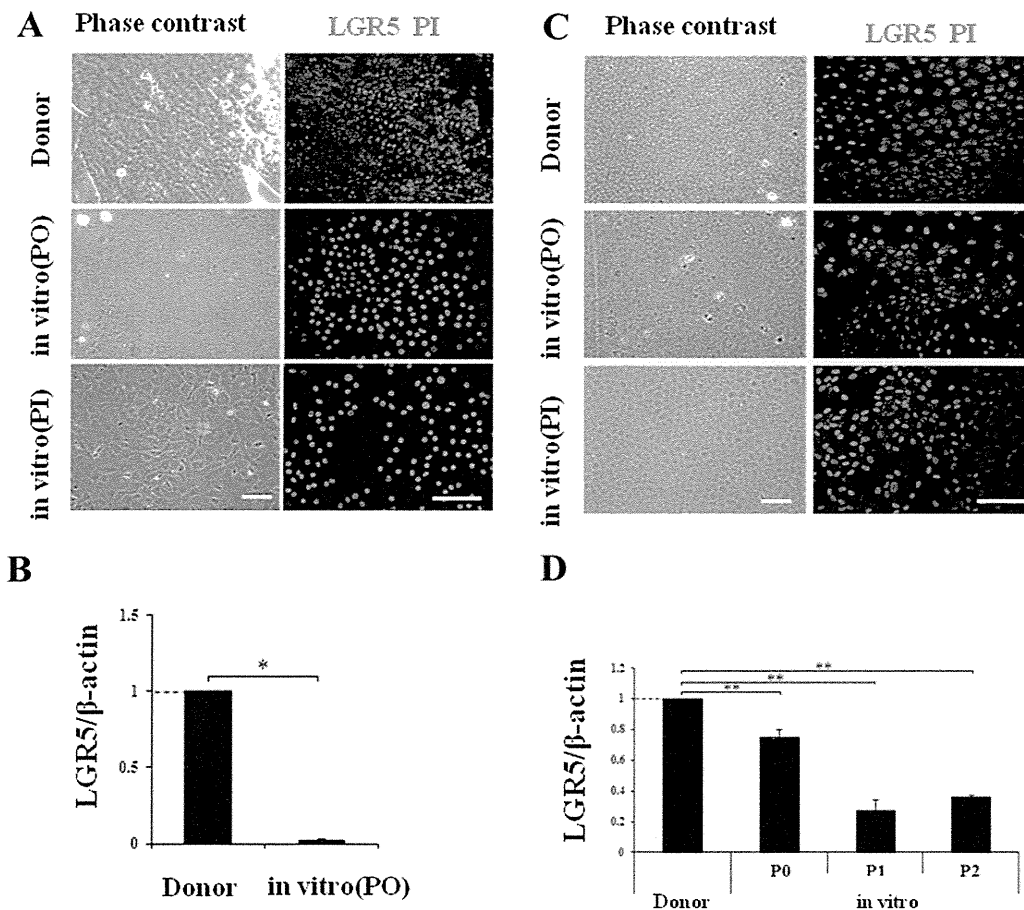 A
Phase contrast
LGR5 PI
Donor
in vitro(PO)
in vitro(PI)
C
Phase contrast
LGR5 PI
Donor
in vitro(PO)
in vitro(PI)
B
LGR5/β-actin
1.5
1
0.5
0
*
Donor
in vitro(PO)
D
LGR5/β-actin
1.2
1
0.8
0.6
0.4
0.2
0
**
**
**
P0
P1
P2
Donor
in vitro